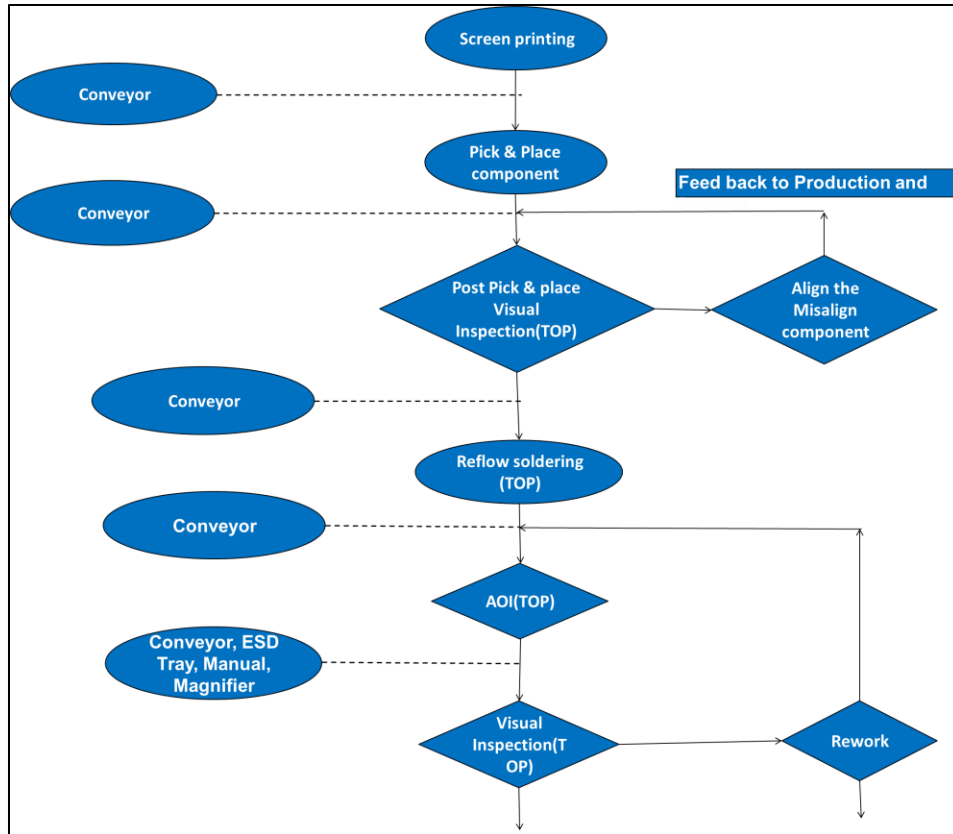 Screen printing
Conveyor
Pick & Place
component
Feed back to Production and
Conveyor
Post Pick & place
Visual
Inspection(TOP)
Align the
Misalign
component
Conveyor
Reflow soldering
(TOP)
Conveyor
AOI(TOP)
Conveyor, ESD
Tray, Manual,
Magnifier
Visual
Inspection(T
OP)
Rework